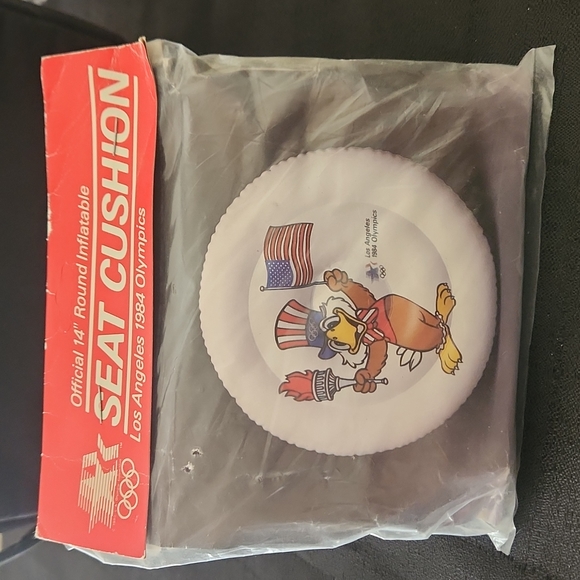 Official 14" Round Inflatable
SEAT CUSHION
Los Angeles 1984 Olympics
Los Angeles
1984 Olympics